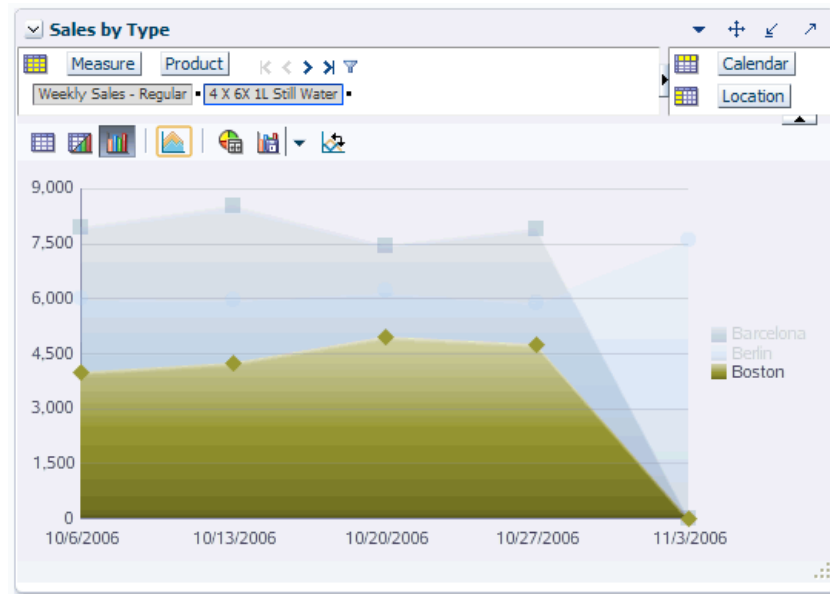 Sales by Type
Measure Product
Calendar
Weekly Sales - Regular 4 X 6X 1L Still Water
Location
9,000
7,500
6,000
4,500
3,000
1,500
0
10/6/2006 10/13/2006 10/20/2006 10/27/2006 11/3/2006
Barcelona
Berlin
Boston